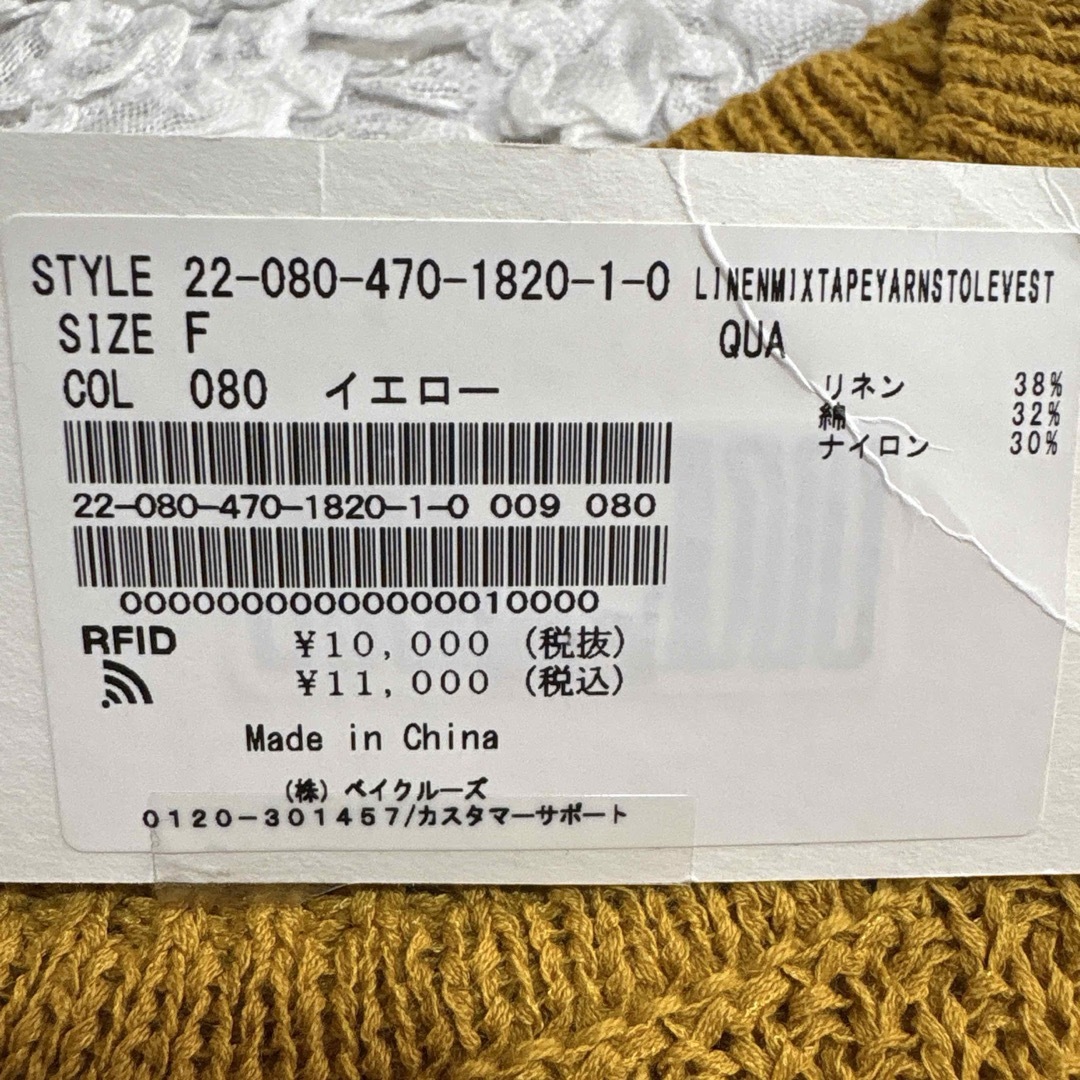 STYLE 22-080-470-1820-1-0 LINENMIXTAPEYARNSTOLEVEST
SIZE F
QUA
COL 080 イエロー
リネン 38%
綿 32%
ナイロン 30%
22-080-470-1820-1-0 009 080
000000000000000010000
RFID
¥10,000 (税抜)
¥11,000 (税込)
Made in China
(株) ベイクルーズ
0120-301457/カスタマーサポート